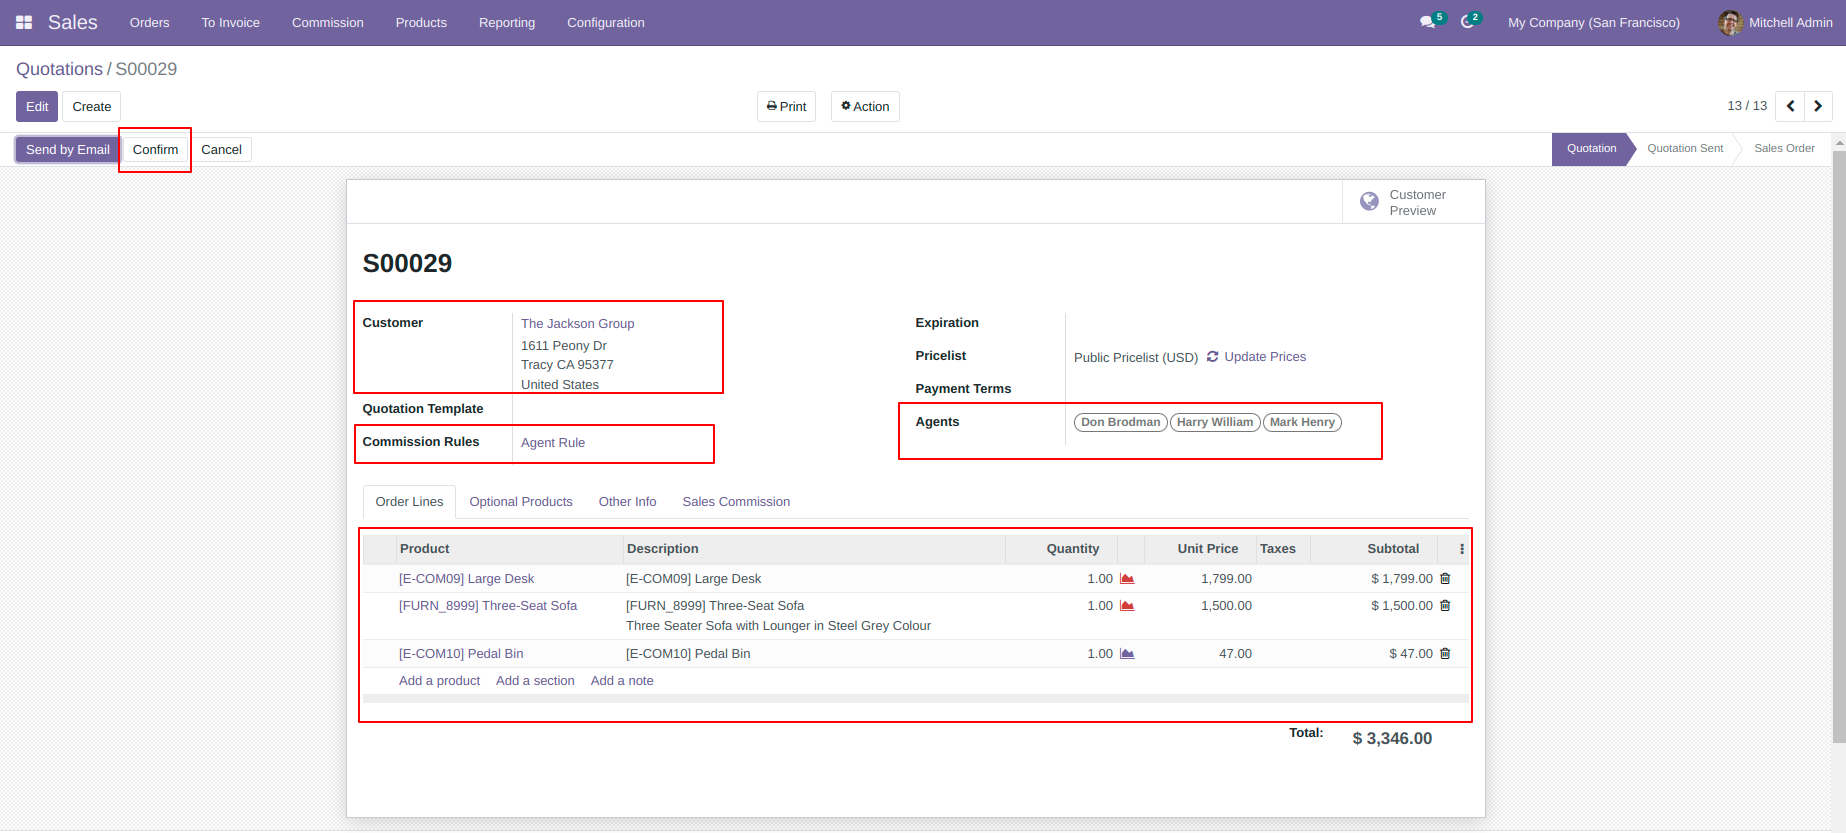 Sales Orders To Invoice Commission Products Reporting Configuration 5 2 My Company (San Francisco) Mitchell Admin
Quotations / S00029
Edit Create Print Action 13 / 13
Send by Email Confirm Cancel Quotation Quotation Sent Sales Order
Customer
Preview
S00029
Customer The Jackson Group
1611 Peony Dr
Tracy CA 95377
United States
Quotation Template
Commission Rules Agent Rule
Expiration
Pricelist Public Pricelist (USD) Update Prices
Payment Terms
Agents Don Brodman Harry William Mark Henry
Order Lines Optional Products Other Info Sales Commission
Product Description Quantity Unit Price Taxes Subtotal
[E-COM09] Large Desk [E-COM09] Large Desk 1.00 1,799.00 $ 1,799.00
[FURN_8999] Three-Seat Sofa [FURN_8999] Three-Seat Sofa 1.00 1,500.00 $ 1,500.00
Three Seater Sofa with Lounger in Steel Grey Colour
[E-COM10] Pedal Bin [E-COM10] Pedal Bin 1.00 47.00 $ 47.00
Add a product Add a section Add a note
Total: $ 3,346.00